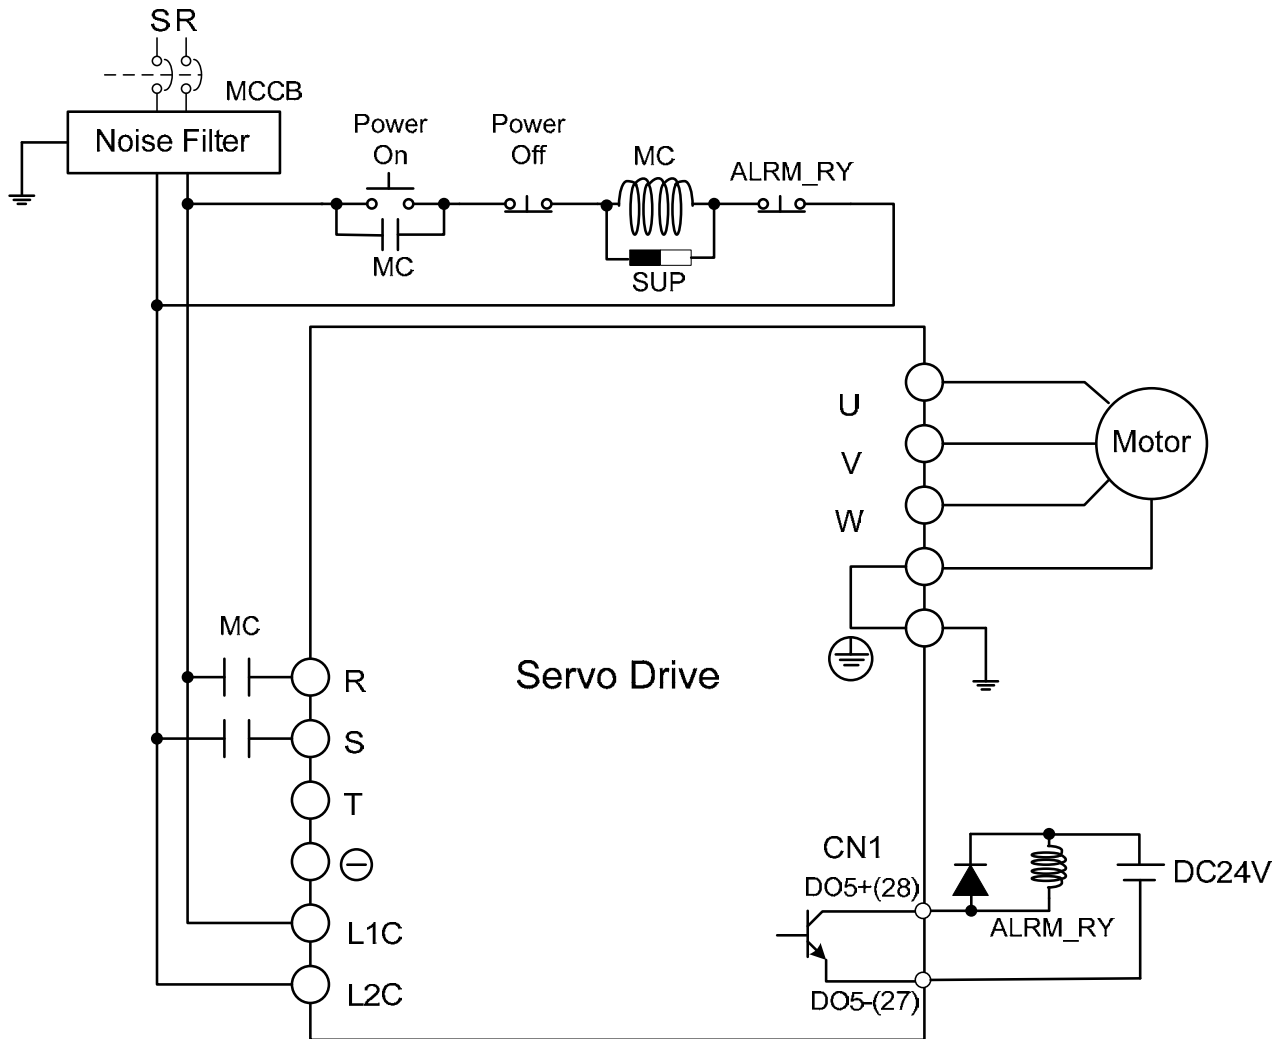 SR
MCCB
Noise Filter
Power
On
Power
Off
MC
ALRM_RY
MC
SUP
U
V
W
Motor
MC
R
S
T
Servo Drive
L1C
L2C
CN1
DO5+(28)
DO5-(27)
DC24V
ALRM_RY